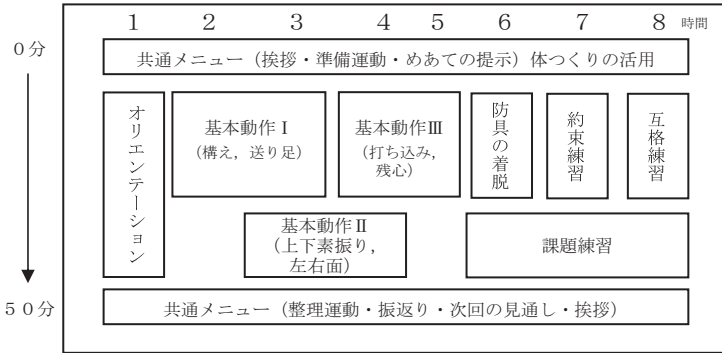 1 2 3 4 5 6 7 8 時間
0分
共通メニュー(挨拶・準備運動・めあての提示)体つくりの活用
オリエンテーション
基本動作Ⅰ
(構え,送り足)
基本動作Ⅲ
(打ち込み,
残心)
防具の着脱
約束練習
互格練習
基本動作Ⅱ
(上下素振り,
左右面)
課題練習
50分
共通メニュー(整理運動・振返り・次回の見通し・挨拶)